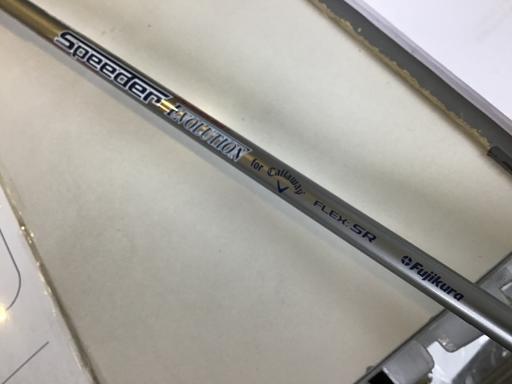 Speeder EVOLUTION for Callaway FLEX:SR Fujikura